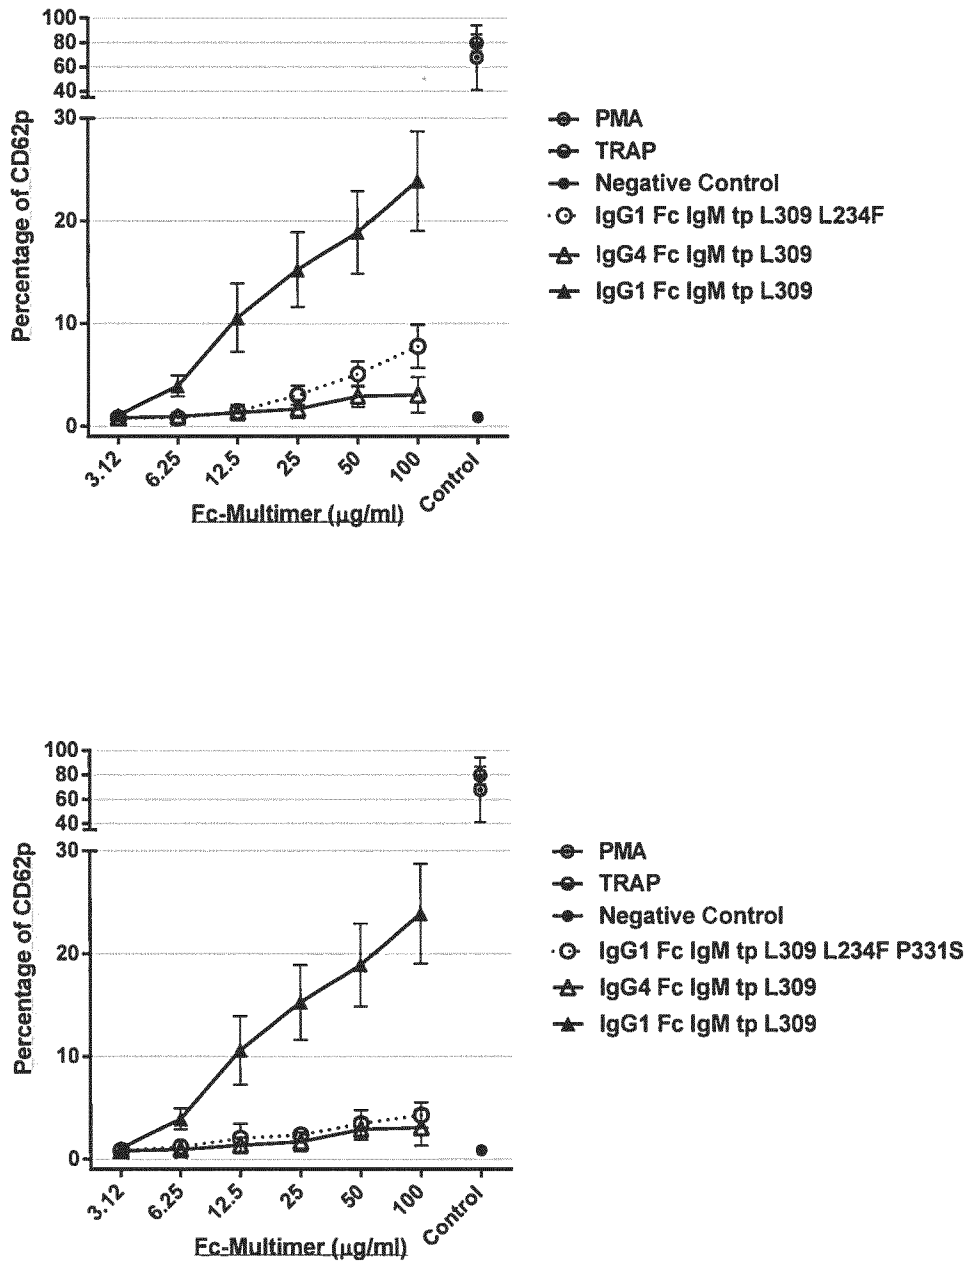 100
80
60
40
30
20
10
0
Percentage of CD62p
3.12 6.25 12.5 25 50 100 Control
Fc-Multimer (µg/ml)
PMA
TRAP
Negative Control
IgG1 Fc IgM tp L309 L234F
IgG4 Fc IgM tp L309
IgG1 Fc IgM tp L309
100
80
60
40
30
20
10
0
Percentage of CD62p
3.12 6.25 12.5 25 50 100 Control
Fc-Multimer (µg/ml)
PMA
TRAP
Negative Control
IgG1 Fc IgM tp L309 L234F P331S
IgG4 Fc IgM tp L309
IgG1 Fc IgM tp L309